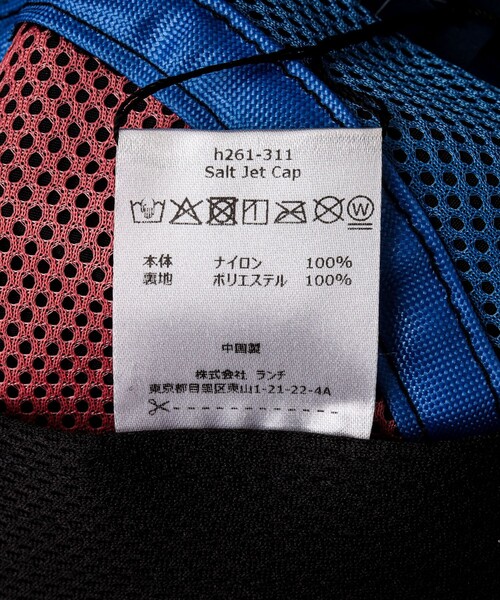 h261-311
Salt Jet Cap
W
本体 ナイロン 100%
裏地 ポリエステル 100%
中国製
株式会社 ランチ
東京都目黒区東山1-21-22-4A